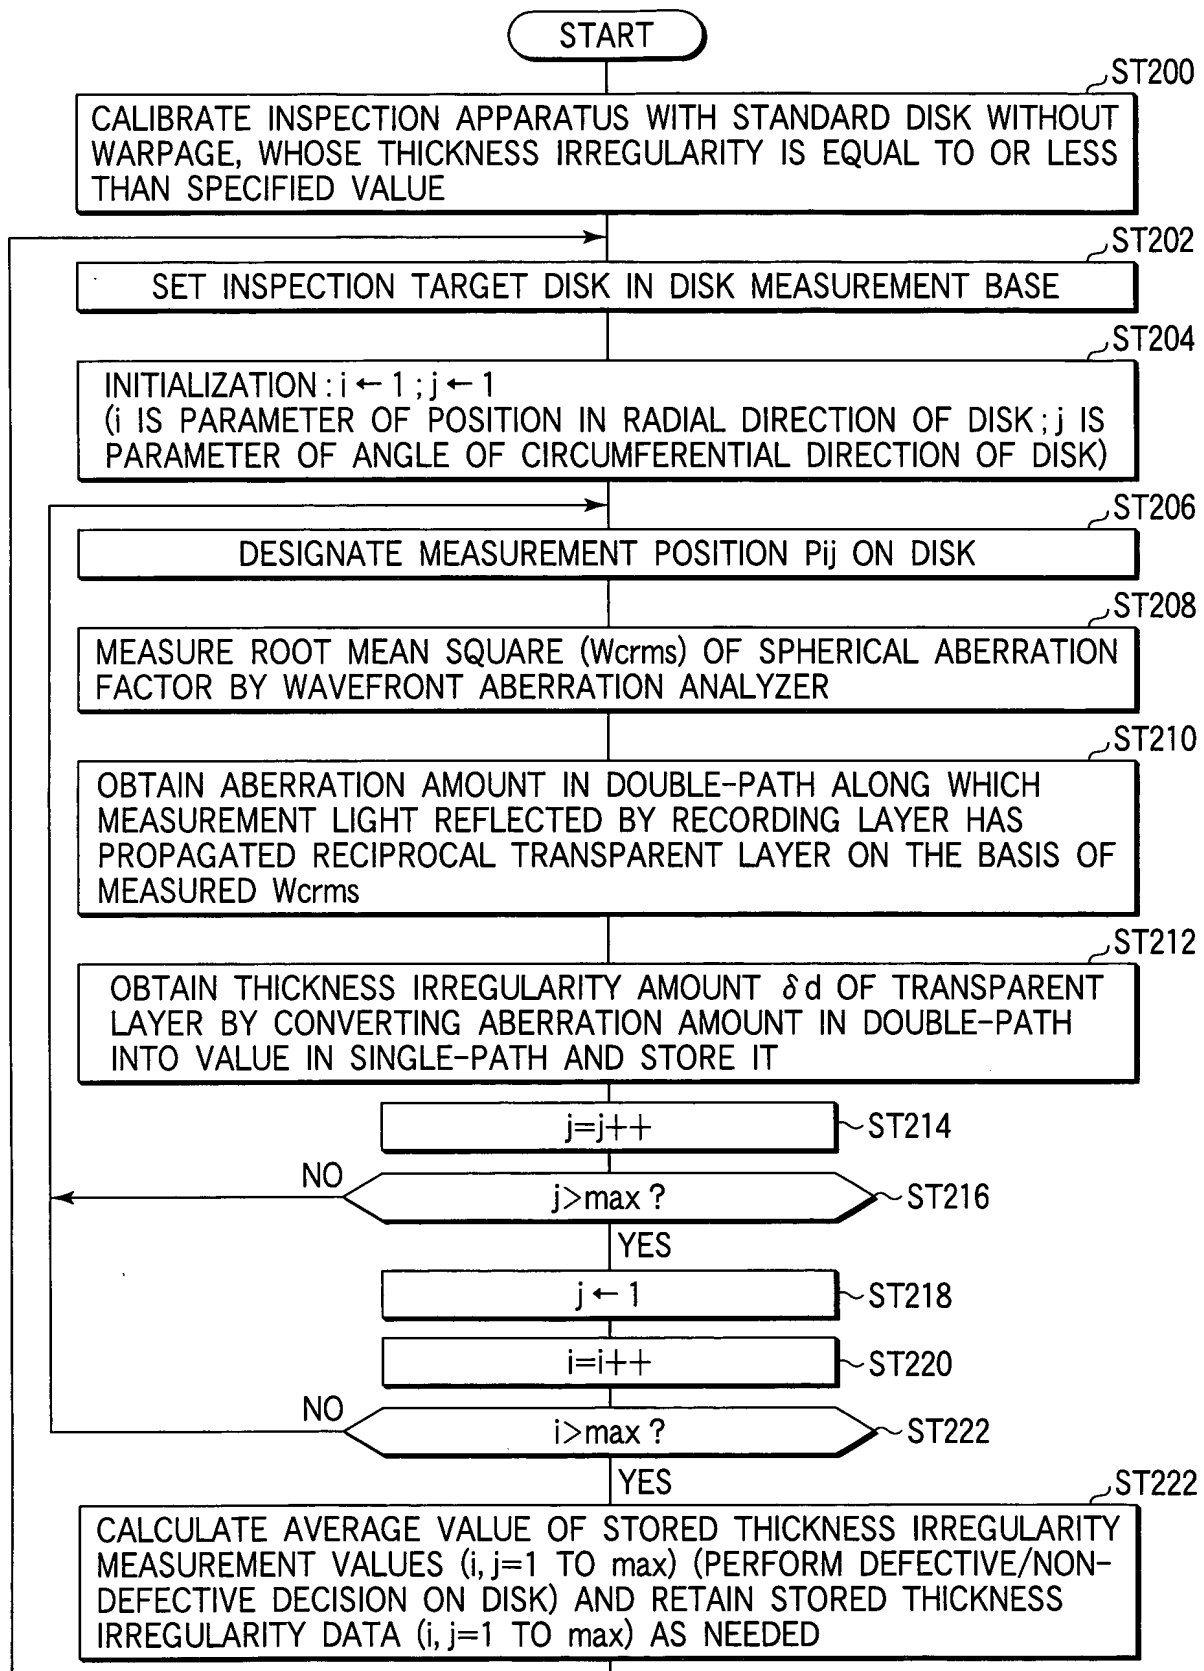 START
ST200
CALIBRATE INSPECTION APPARATUS WITH STANDARD DISK WITHOUT
WARPAGE, WHOSE THICKNESS IRREGULARITY IS EQUAL TO OR LESS
THAN SPECIFIED VALUE
ST202
SET INSPECTION TARGET DISK IN DISK MEASUREMENT BASE
ST204
INITIALIZATION : i ← 1 ; j ← 1
(i IS PARAMETER OF POSITION IN RADIAL DIRECTION OF DISK ; j IS
PARAMETER OF ANGLE OF CIRCUMFERENTIAL DIRECTION OF DISK)
ST206
DESIGNATE MEASUREMENT POSITION Pij ON DISK
ST208
MEASURE ROOT MEAN SQUARE (Wcrms) OF SPHERICAL ABERRATION
FACTOR BY WAVEFRONT ABERRATION ANALYZER
ST210
OBTAIN ABERRATION AMOUNT IN DOUBLE-PATH ALONG WHICH
MEASUREMENT LIGHT REFLECTED BY RECORDING LAYER HAS
PROPAGATED RECIPROCAL TRANSPARENT LAYER ON THE BASIS OF
MEASURED Wcrms
ST212
OBTAIN THICKNESS IRREGULARITY AMOUNT δd OF TRANSPARENT
LAYER BY CONVERTING ABERRATION AMOUNT IN DOUBLE-PATH
INTO VALUE IN SINGLE-PATH AND STORE IT
j=j++ ST214
NO
j>max ? ST216
YES
j ← 1 ST218
i=i++ ST220
NO
i>max ? ST222
YES
ST222
CALCULATE AVERAGE VALUE OF STORED THICKNESS IRREGULARITY
MEASUREMENT VALUES (i, j=1 TO max) (PERFORM DEFECTIVE/NON-
DEFECTIVE DECISION ON DISK) AND RETAIN STORED THICKNESS
IRREGULARITY DATA (i, j=1 TO max) AS NEEDED